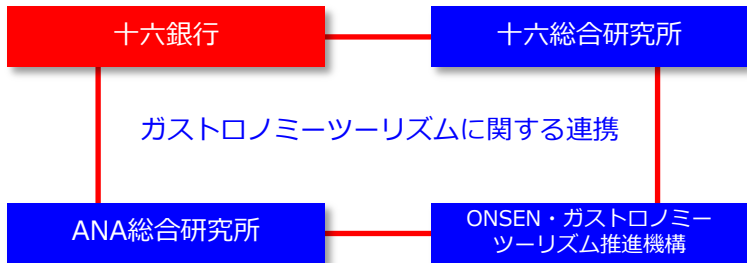 十六銀行
十六総合研究所
ガストロノミーツーリズムに関する連携
ANA総合研究所
ONSEN・ガストロノミー
ツーリズム推進機構